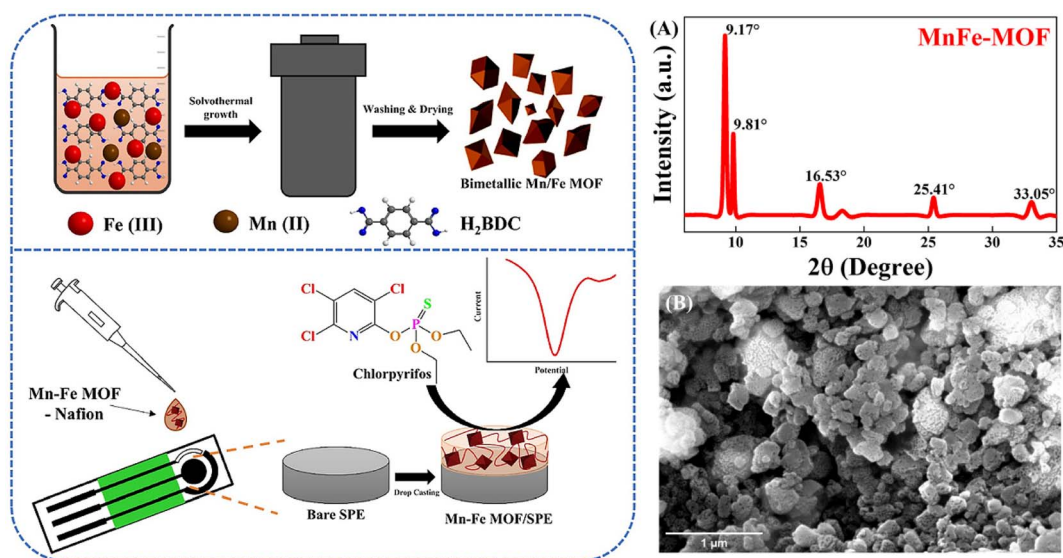 Solvothermal
growth
Washing & Drying
Bimetallic Mn/Fe MOF
Fe (III)
Mn (II)
H₂BDC
Mn-Fe MOF
- Nafion
Cl
Cl
Cl
N
O
P
S
O
O
Chlorpyrifos
Current
Potential
Bare SPE
Drop Casting
Mn-Fe MOF/SPE
(A)
MnFe-MOF
9.17°
9.81°
16.53°
25.41°
33.05°
Intensity (a.u.)
10 15 20 25 30 35
2θ (Degree)
(B)
1 μm